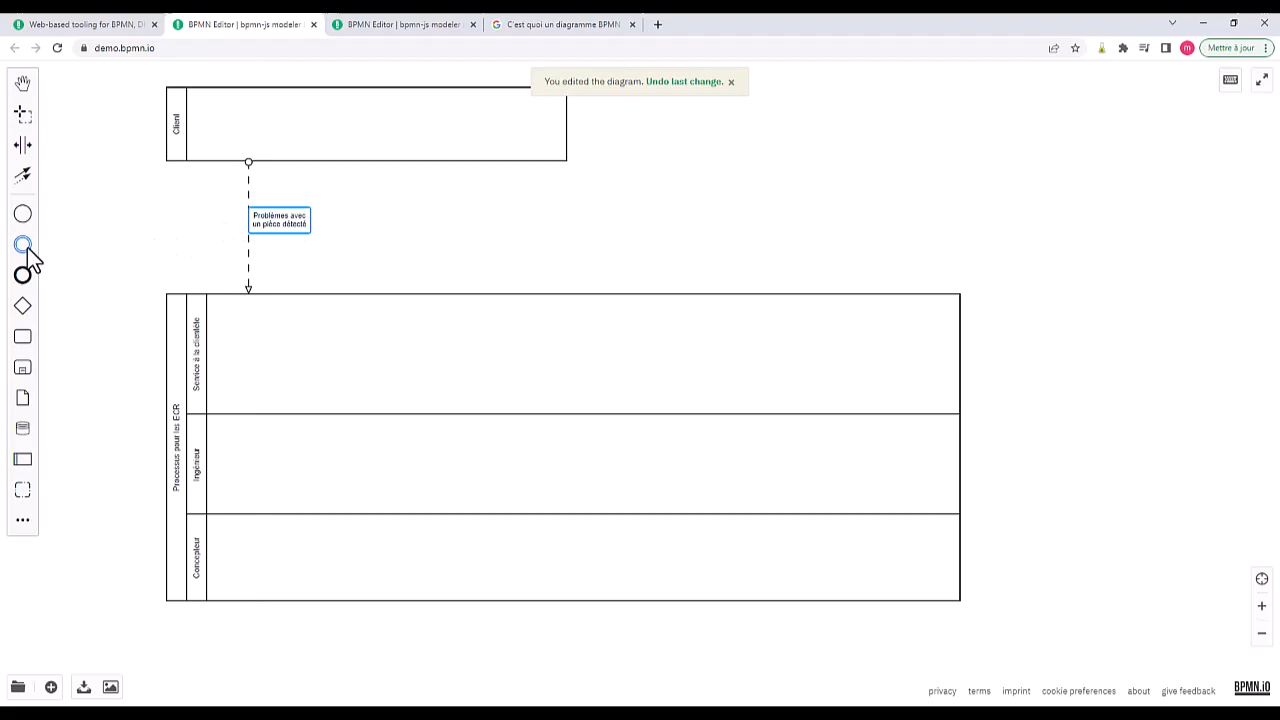 Web-based tooling for BPMN, D
BPMN Editor | bpmn-js modeler
BPMN Editor | bpmn-js modeler
C'est quoi un diagramme BPMN
demo.bpmn.io
m
Mettre à jour
You edited the diagram. Undo last change.
Client
Problèmes avec
un pièce détecté
Processus pour les ECR
Service à la clientèle
Ingénieur
Concepteur
privacy
terms
imprint
cookie preferences
about
give feedback
BPMN.iO